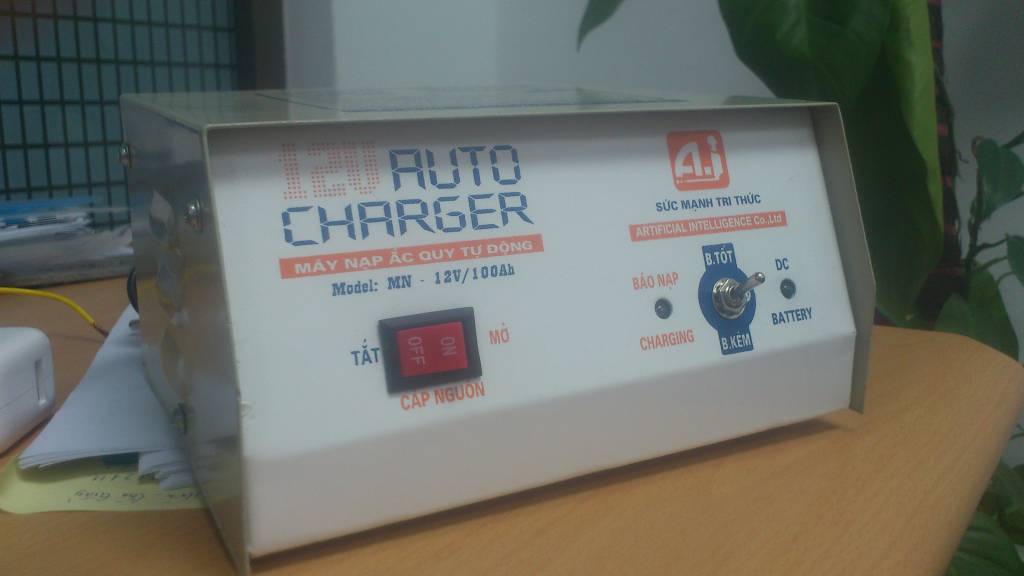 12V AUTO
CHARGER
MÁY NẠP ẮC QUY TỰ ĐỘNG
Model: MN - 12V/100Ah
TẮT
OFF
ON
MỞ
CẤP NGUỒN
A.i
SỨC MẠNH TRI THỨC
ARTIFICIAL INTELLIGENCE Co.,Ltd
B.TỐT
BÁO NẠP
CHARGING
DC
BATTERY
B.KÉM